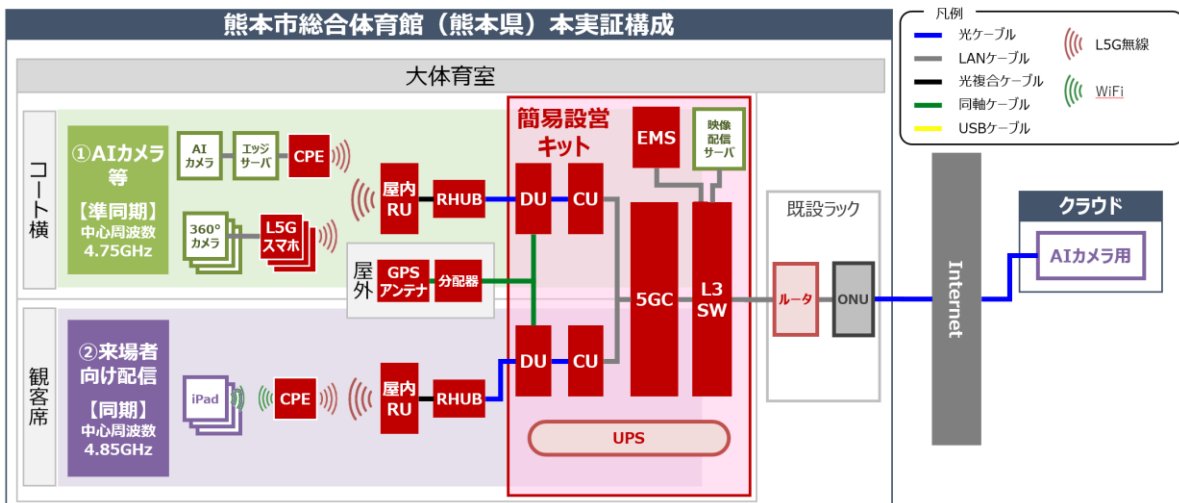 熊本市総合体育館（熊本県）本実証構成
凡例
光ケーブル
LANケーブル
光複合ケーブル
同軸ケーブル
USBケーブル
L5G無線
WiFi
大体育室
コート横
①AIカメラ
等
【準同期】
中心周波数
4.75GHz
AI
カメラ
エッジ
サーバ
CPE
360°
カメラ
L5G
スマホ
屋内
RU
RHUB
屋外
GPS
アンテナ
分配器
簡易設営
キット
DU
CU
EMS
映像
配信
サーバ
5GC
L3
SW
既設ラック
ルータ
ONU
Internet
クラウド
AIカメラ用
観客席
②来場者
向け配信
【同期】
中心周波数
4.85GHz
iPad
CPE
屋内
RU
RHUB
DU
CU
UPS